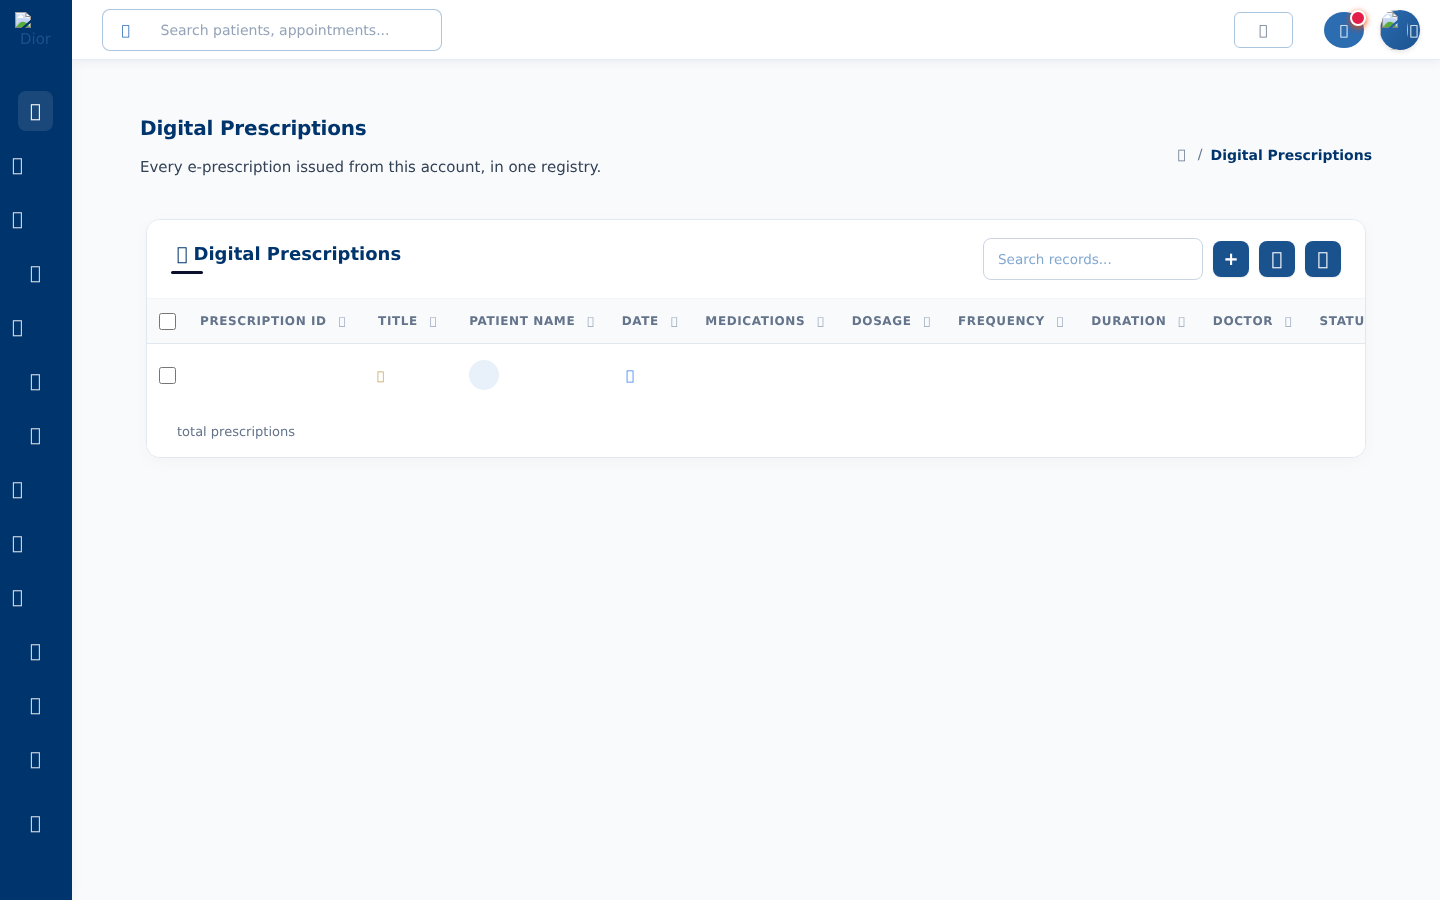 Dior
Search patients, appointments...
Digital Prescriptions
Every e-prescription issued from this account, in one registry.
/ Digital Prescriptions
Digital Prescriptions
Search records...
+
PRESCRIPTION ID TITLE PATIENT NAME DATE MEDICATIONS DOSAGE FREQUENCY DURATION DOCTOR STATU
total prescriptions